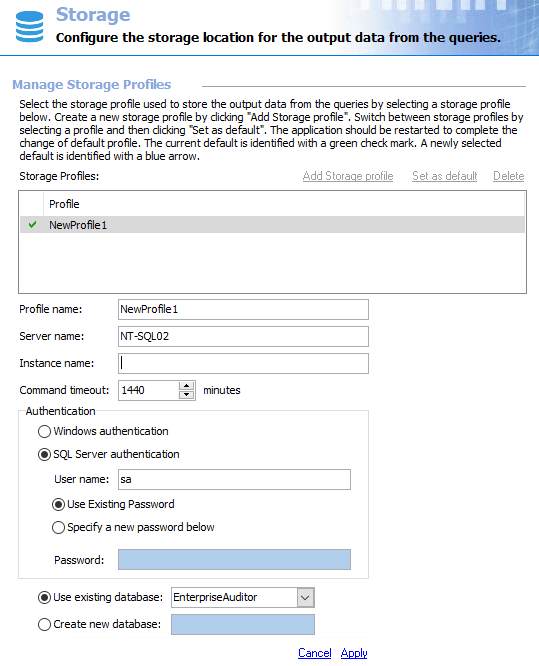 Storage
Configure the storage location for the output data from the queries.
Manage Storage Profiles
Select the storage profile used to store the output data from the queries by selecting a storage profile
below. Create a new storage profile by clicking "Add Storage profile". Switch between storage profiles by
selecting a profile and then clicking "Set as default". The application should be restarted to complete the
change of default profile. The current default is identified with a green check mark. A newly selected
default is identified with a blue arrow.
Storage Profiles: Add Storage profile Set as default Delete
Profile
NewProfile1
Profile name: NewProfile1
Server name: NT-SQL02
Instance name:
Command timeout: 1440 minutes
Authentication
Windows authentication
SQL Server authentication
User name: sa
Use Existing Password
Specify a new password below
Password:
Use existing database: EnterpriseAuditor
Create new database:
Cancel Apply